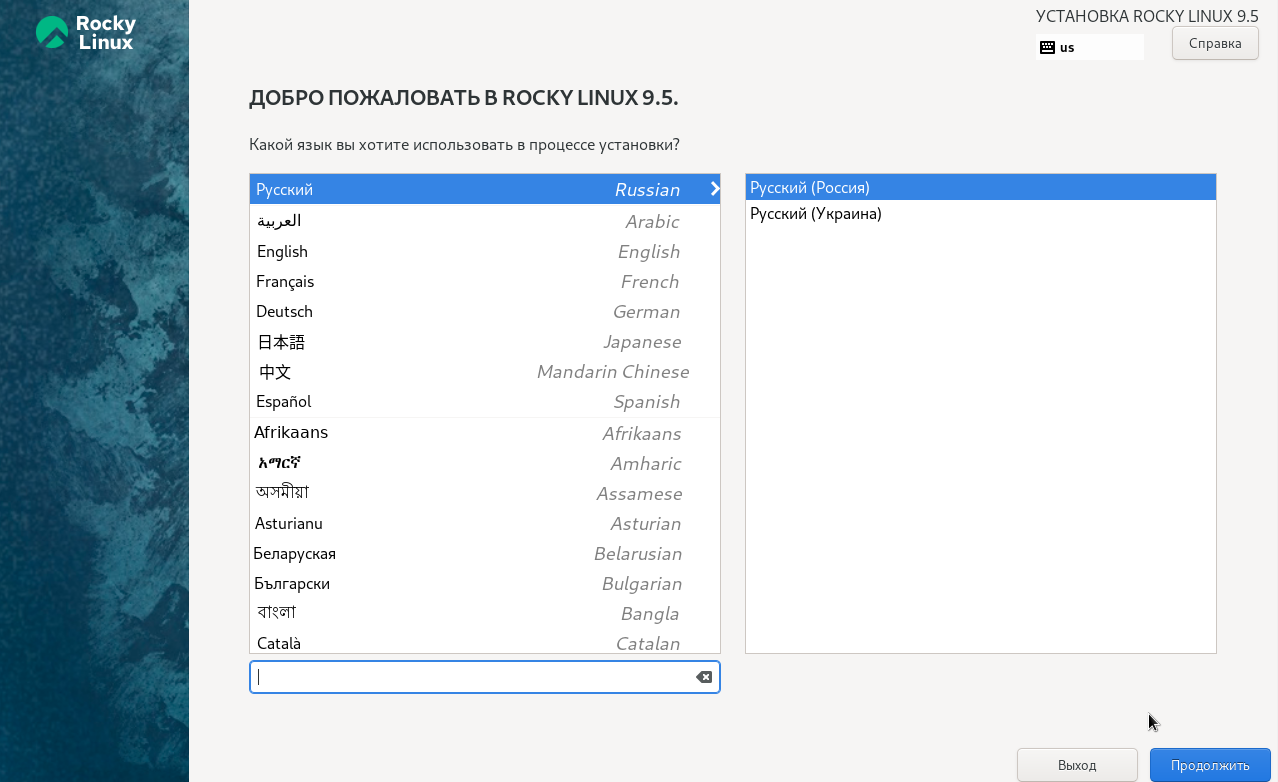 Rocky
Linux
УСТАНОВКА ROCKY LINUX 9.5
us
Справка
ДОБРО ПОЖАЛОВАТЬ В ROCKY LINUX 9.5.
Какой язык вы хотите использовать в процессе установки?
Русский Russian
العربية Arabic
English English
Français French
Deutsch German
日本語 Japanese
中文 Mandarin Chinese
Español Spanish
Afrikaans Afrikaans
አማርኛ Amharic
অসমীয়া Assamese
Asturianu Asturian
Беларуская Belarusian
Български Bulgarian
বাংলা Bangla
Català Catalan
Русский (Россия)
Русский (Украина)
Выход
Продолжить